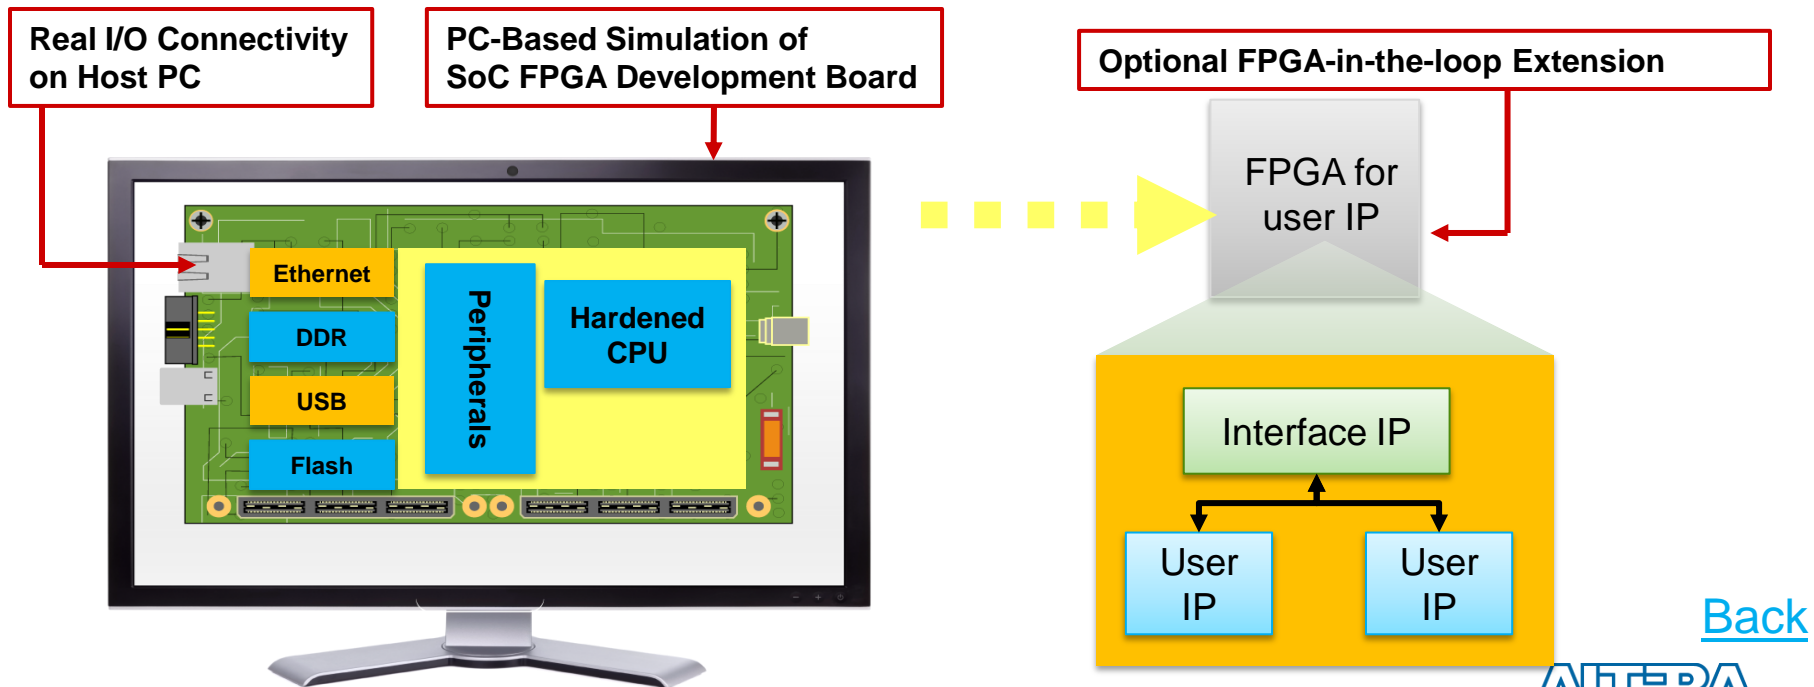 Real I/O Connectivity
on Host PC
PC-Based Simulation of
SoC FPGA Development Board
Optional FPGA-in-the-loop Extension
FPGA for
user IP
Ethernet
DDR
USB
Flash
Peripherals
Hardened
CPU
Interface IP
User
IP
User
IP
Back
ALTERA